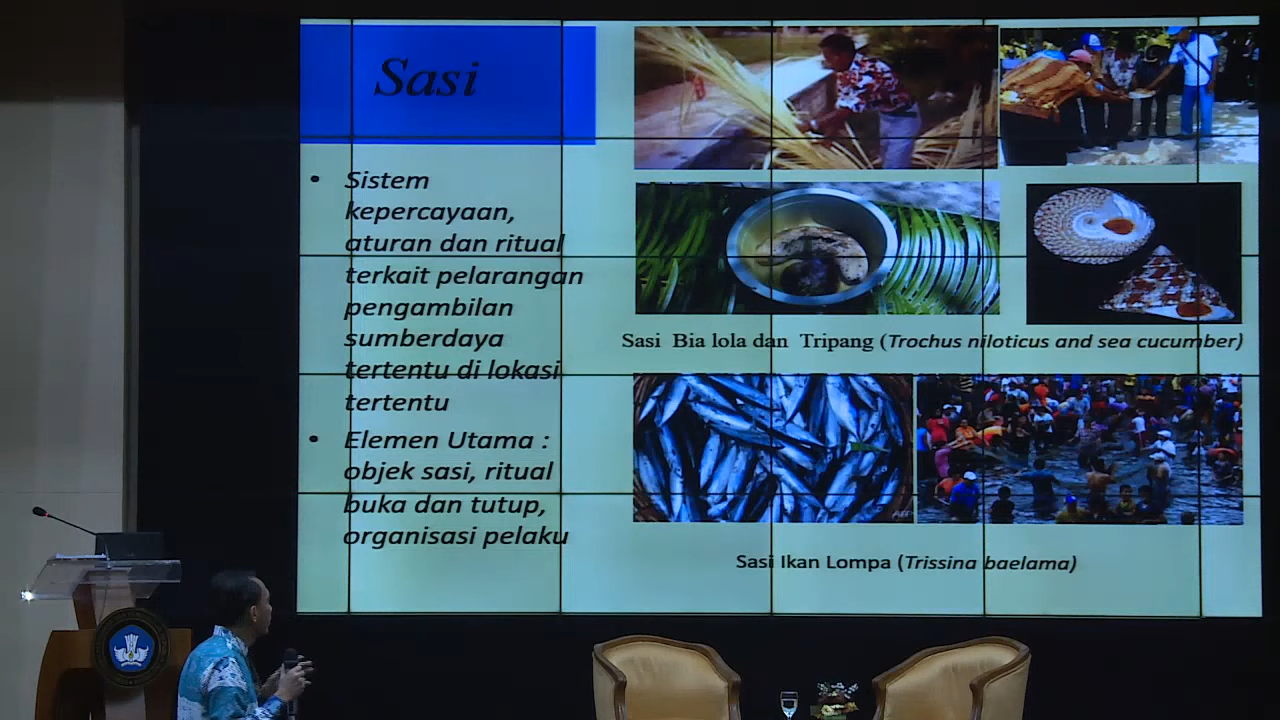 Sasi
• Sistem
kepercayaan,
aturan dan ritual
terkait pelarangan
pengambilan
sumberdaya
tertentu di lokasi
tertentu
• Elemen Utama :
objek sasi, ritual
buka dan tutup,
organisasi pelaku
Sasi Bia lola dan Tripang (Trochus niloticus and sea cucumber)
Sasi Ikan Lompa (Trissina baelama)